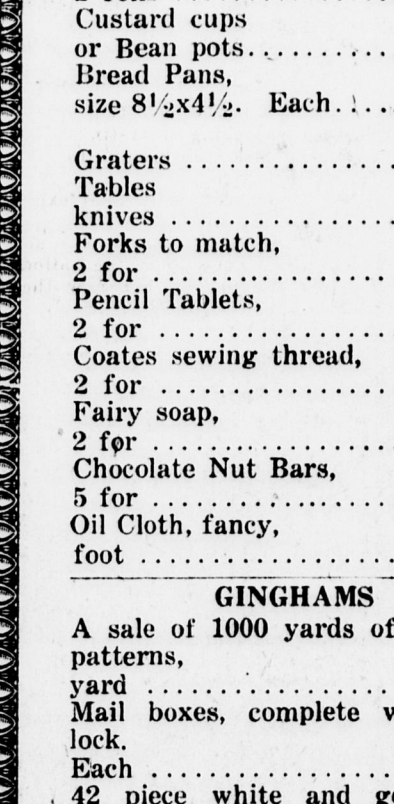 Custard cups
or Bean pots..........
Bread Pans,
size 8½x4½. Each....
Graters ...............
Tables
knives ................
Forks to match,
2 for .................
Pencil Tablets,
2 for .................
Coates sewing thread,
2 for .................
Fairy soap,
2 for .................
Chocolate Nut Bars,
5 for .................
Oil Cloth, fancy,
foot ..................
GINGHAMS
A sale of 1000 yards of
patterns,
yard ..................
Mail boxes, complete
lock.
Each ..................
42 piece white and